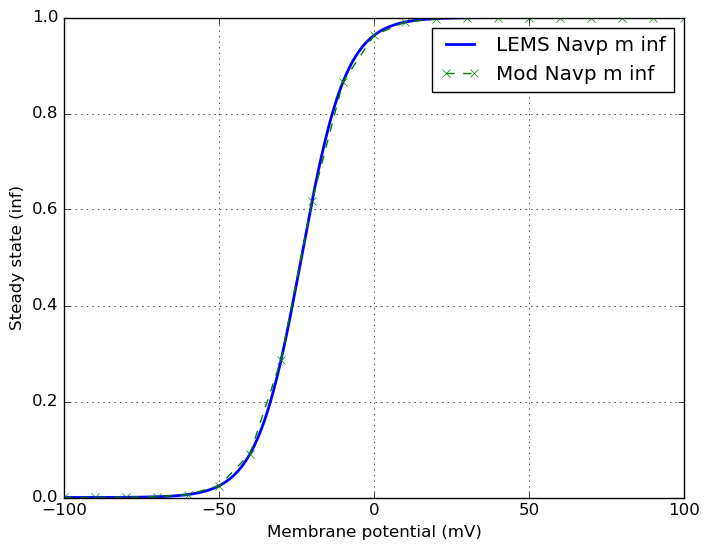 1.0
0.8
0.6
0.4
0.2
0.0
−100
−50
0
50
100
Steady state (inf)
Membrane potential (mV)
LEMS Navp m inf
Mod Navp m inf